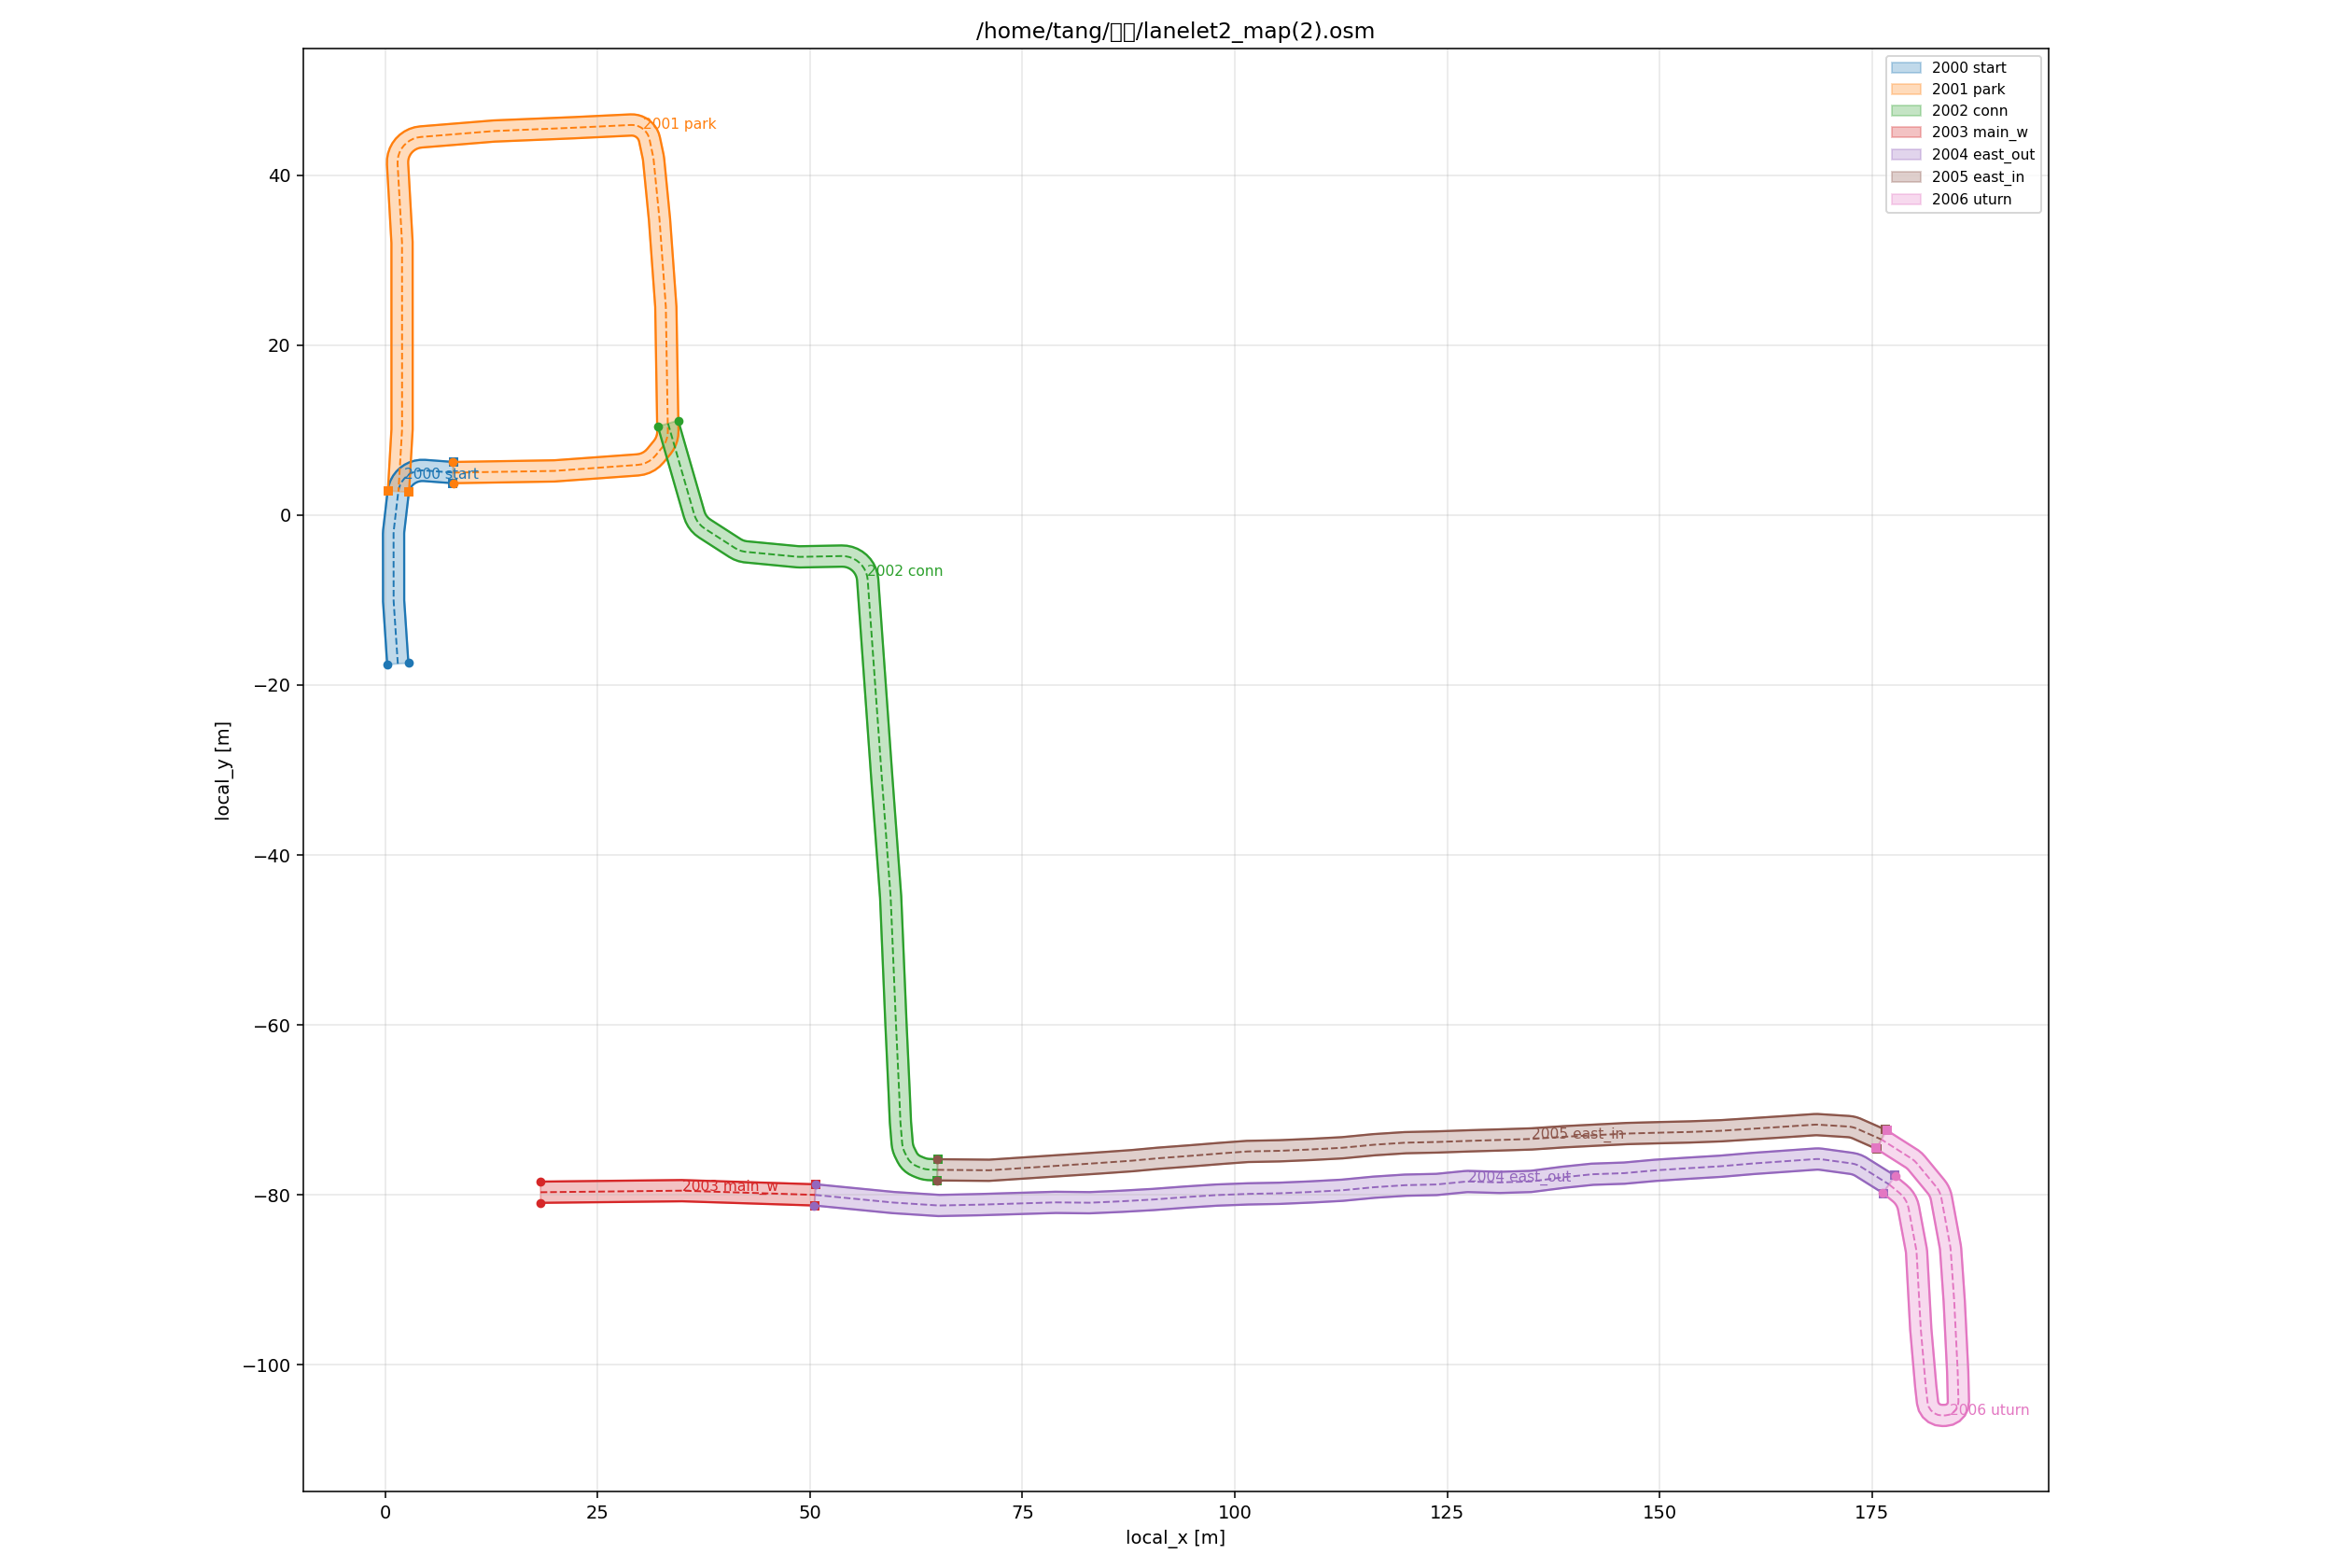 /home/tang/▯▯/lanelet2_map(2).osm
2000 start
2001 park
2002 conn
2003 main_w
2004 east_out
2005 east_in
2006 uturn
2001 park
2000 start
2002 conn
2005 east_in
2004 east_out
2003 main_w
2006 uturn
40
20
0
−20
−40
−60
−80
−100
local_y [m]
0
25
50
75
100
125
150
175
local_x [m]